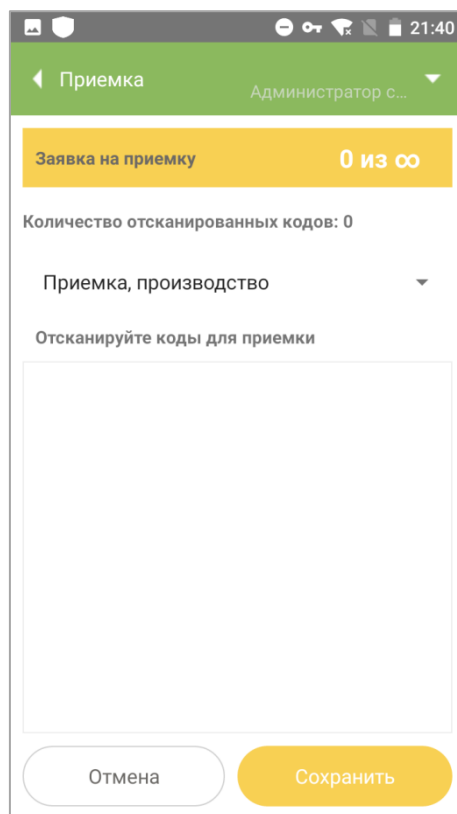 21:40
Приемка
Администратор с...
Заявка на приемку 0 из ∞
Количество отсканированных кодов: 0
Приемка, производство
Отсканируйте коды для приемки
Отмена Сохранить